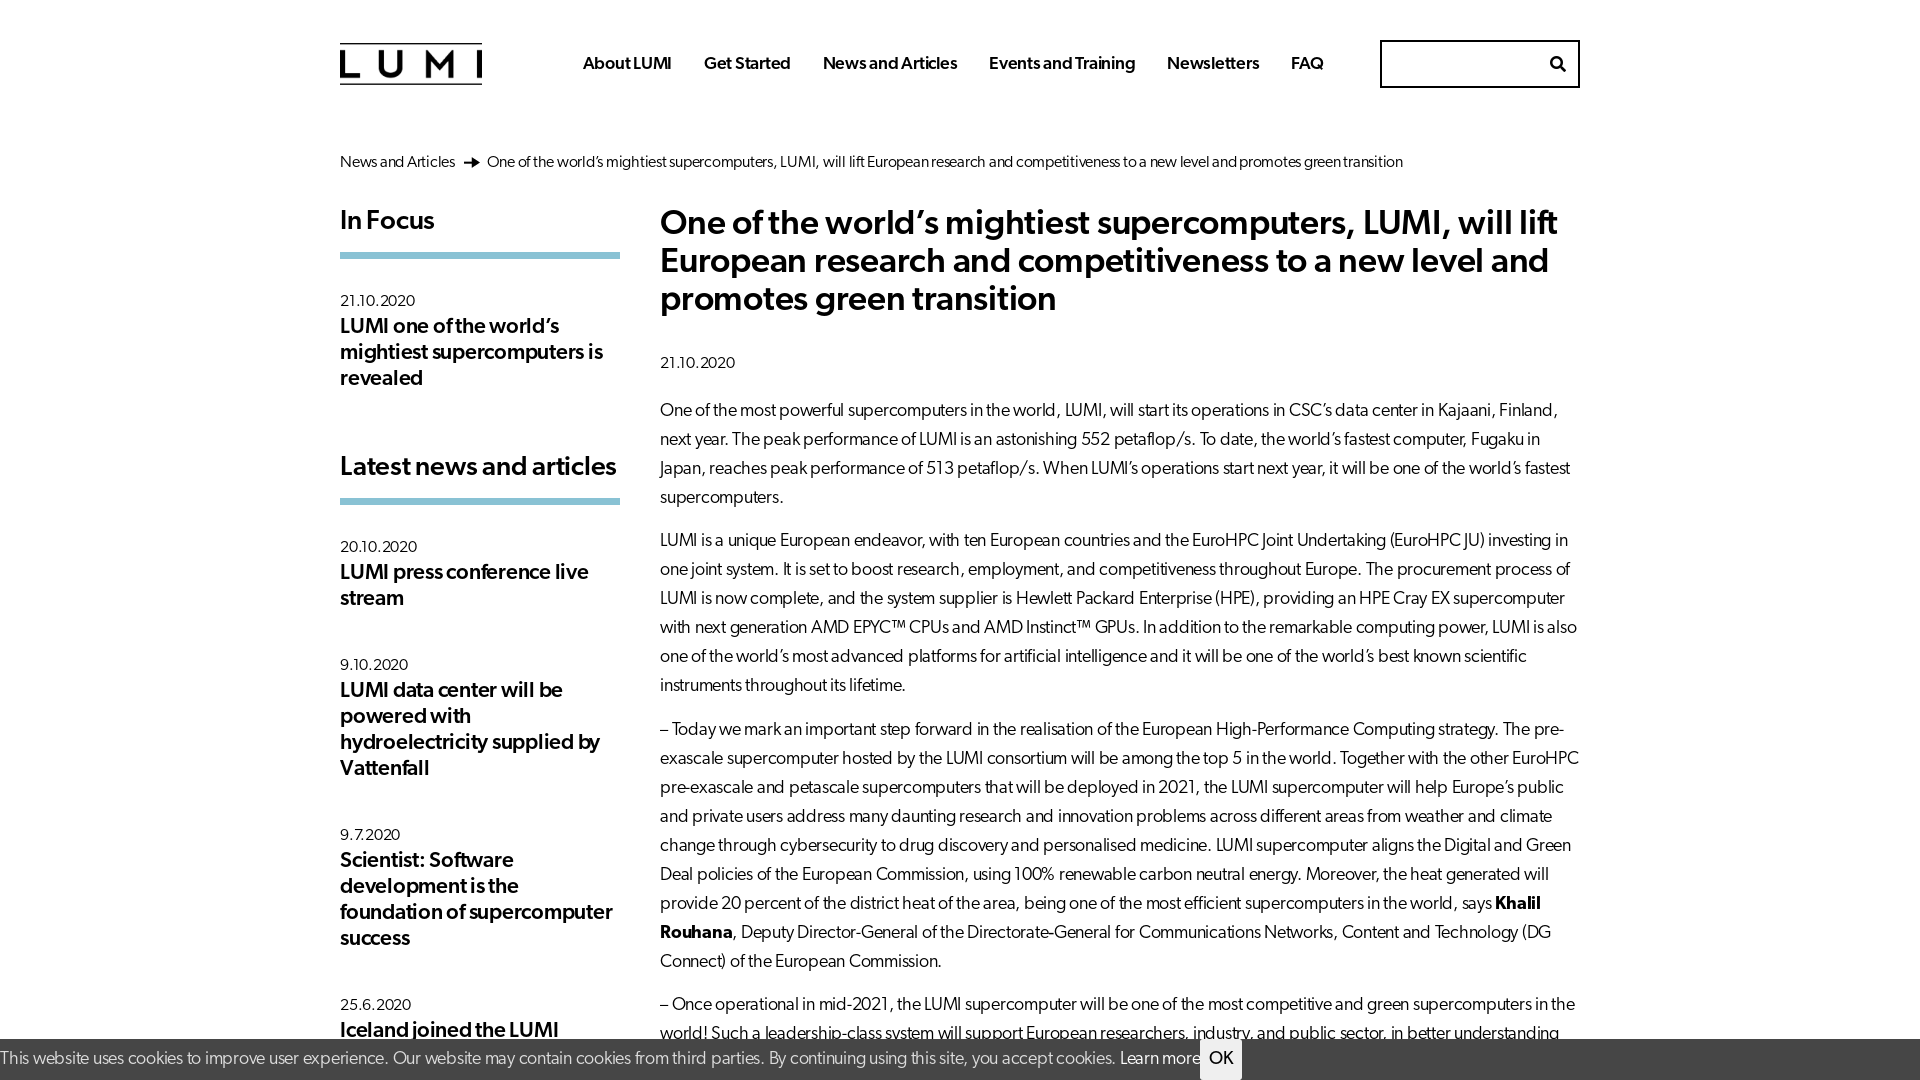 LUMI
About LUMI Get Started News and Articles Events and Training Newsletters FAQ
News and Articles One of the world’s mightiest supercomputers, LUMI, will lift European research and competitiveness to a new level and promotes green transition
In Focus
21.10.2020
LUMI one of the world’s
mightiest supercomputers is
revealed
Latest news and articles
20.10.2020
LUMI press conference live
stream
9.10.2020
LUMI data center will be
powered with
hydroelectricity supplied by
Vattenfall
9.7.2020
Scientist: Software
development is the
foundation of supercomputer
success
25.6.2020
Iceland joined the LUMI
One of the world’s mightiest supercomputers, LUMI, will lift
European research and competitiveness to a new level and
promotes green transition
21.10.2020
One of the most powerful supercomputers in the world, LUMI, will start its operations in CSC’s data center in Kajaani, Finland,
next year. The peak performance of LUMI is an astonishing 552 petaflop/s. To date, the world’s fastest computer, Fugaku in
Japan, reaches peak performance of 513 petaflop/s. When LUMI’s operations start next year, it will be one of the world’s fastest
supercomputers.
LUMI is a unique European endeavor, with ten European countries and the EuroHPC Joint Undertaking (EuroHPC JU) investing in
one joint system. It is set to boost research, employment, and competitiveness throughout Europe. The procurement process of
LUMI is now complete, and the system supplier is Hewlett Packard Enterprise (HPE), providing an HPE Cray EX supercomputer
with next generation AMD EPYC™ CPUs and AMD Instinct™ GPUs. In addition to the remarkable computing power, LUMI is also
one of the world’s most advanced platforms for artificial intelligence and it will be one of the world’s best known scientific
instruments throughout its lifetime.
– Today we mark an important step forward in the realisation of the European High-Performance Computing strategy. The pre-
exascale supercomputer hosted by the LUMI consortium will be among the top 5 in the world. Together with the other EuroHPC
pre-exascale and petascale supercomputers that will be deployed in 2021, the LUMI supercomputer will help Europe’s public
and private users address many daunting research and innovation problems across different areas from weather and climate
change through cybersecurity to drug discovery and personalised medicine. LUMI supercomputer aligns the Digital and Green
Deal policies of the European Commission, using 100% renewable carbon neutral energy. Moreover, the heat generated will
provide 20 percent of the district heat of the area, being one of the most efficient supercomputers in the world, says Khalil
Rouhana, Deputy Director-General of the Directorate-General for Communications Networks, Content and Technology (DG
Connect) of the European Commission.
– Once operational in mid-2021, the LUMI supercomputer will be one of the most competitive and green supercomputers in the
world! Such a leadership-class system will support European researchers, industry, and public sector, in better understanding
This website uses cookies to improve user experience. Our website may contain cookies from third parties. By continuing using this site, you accept cookies. Learn more OK